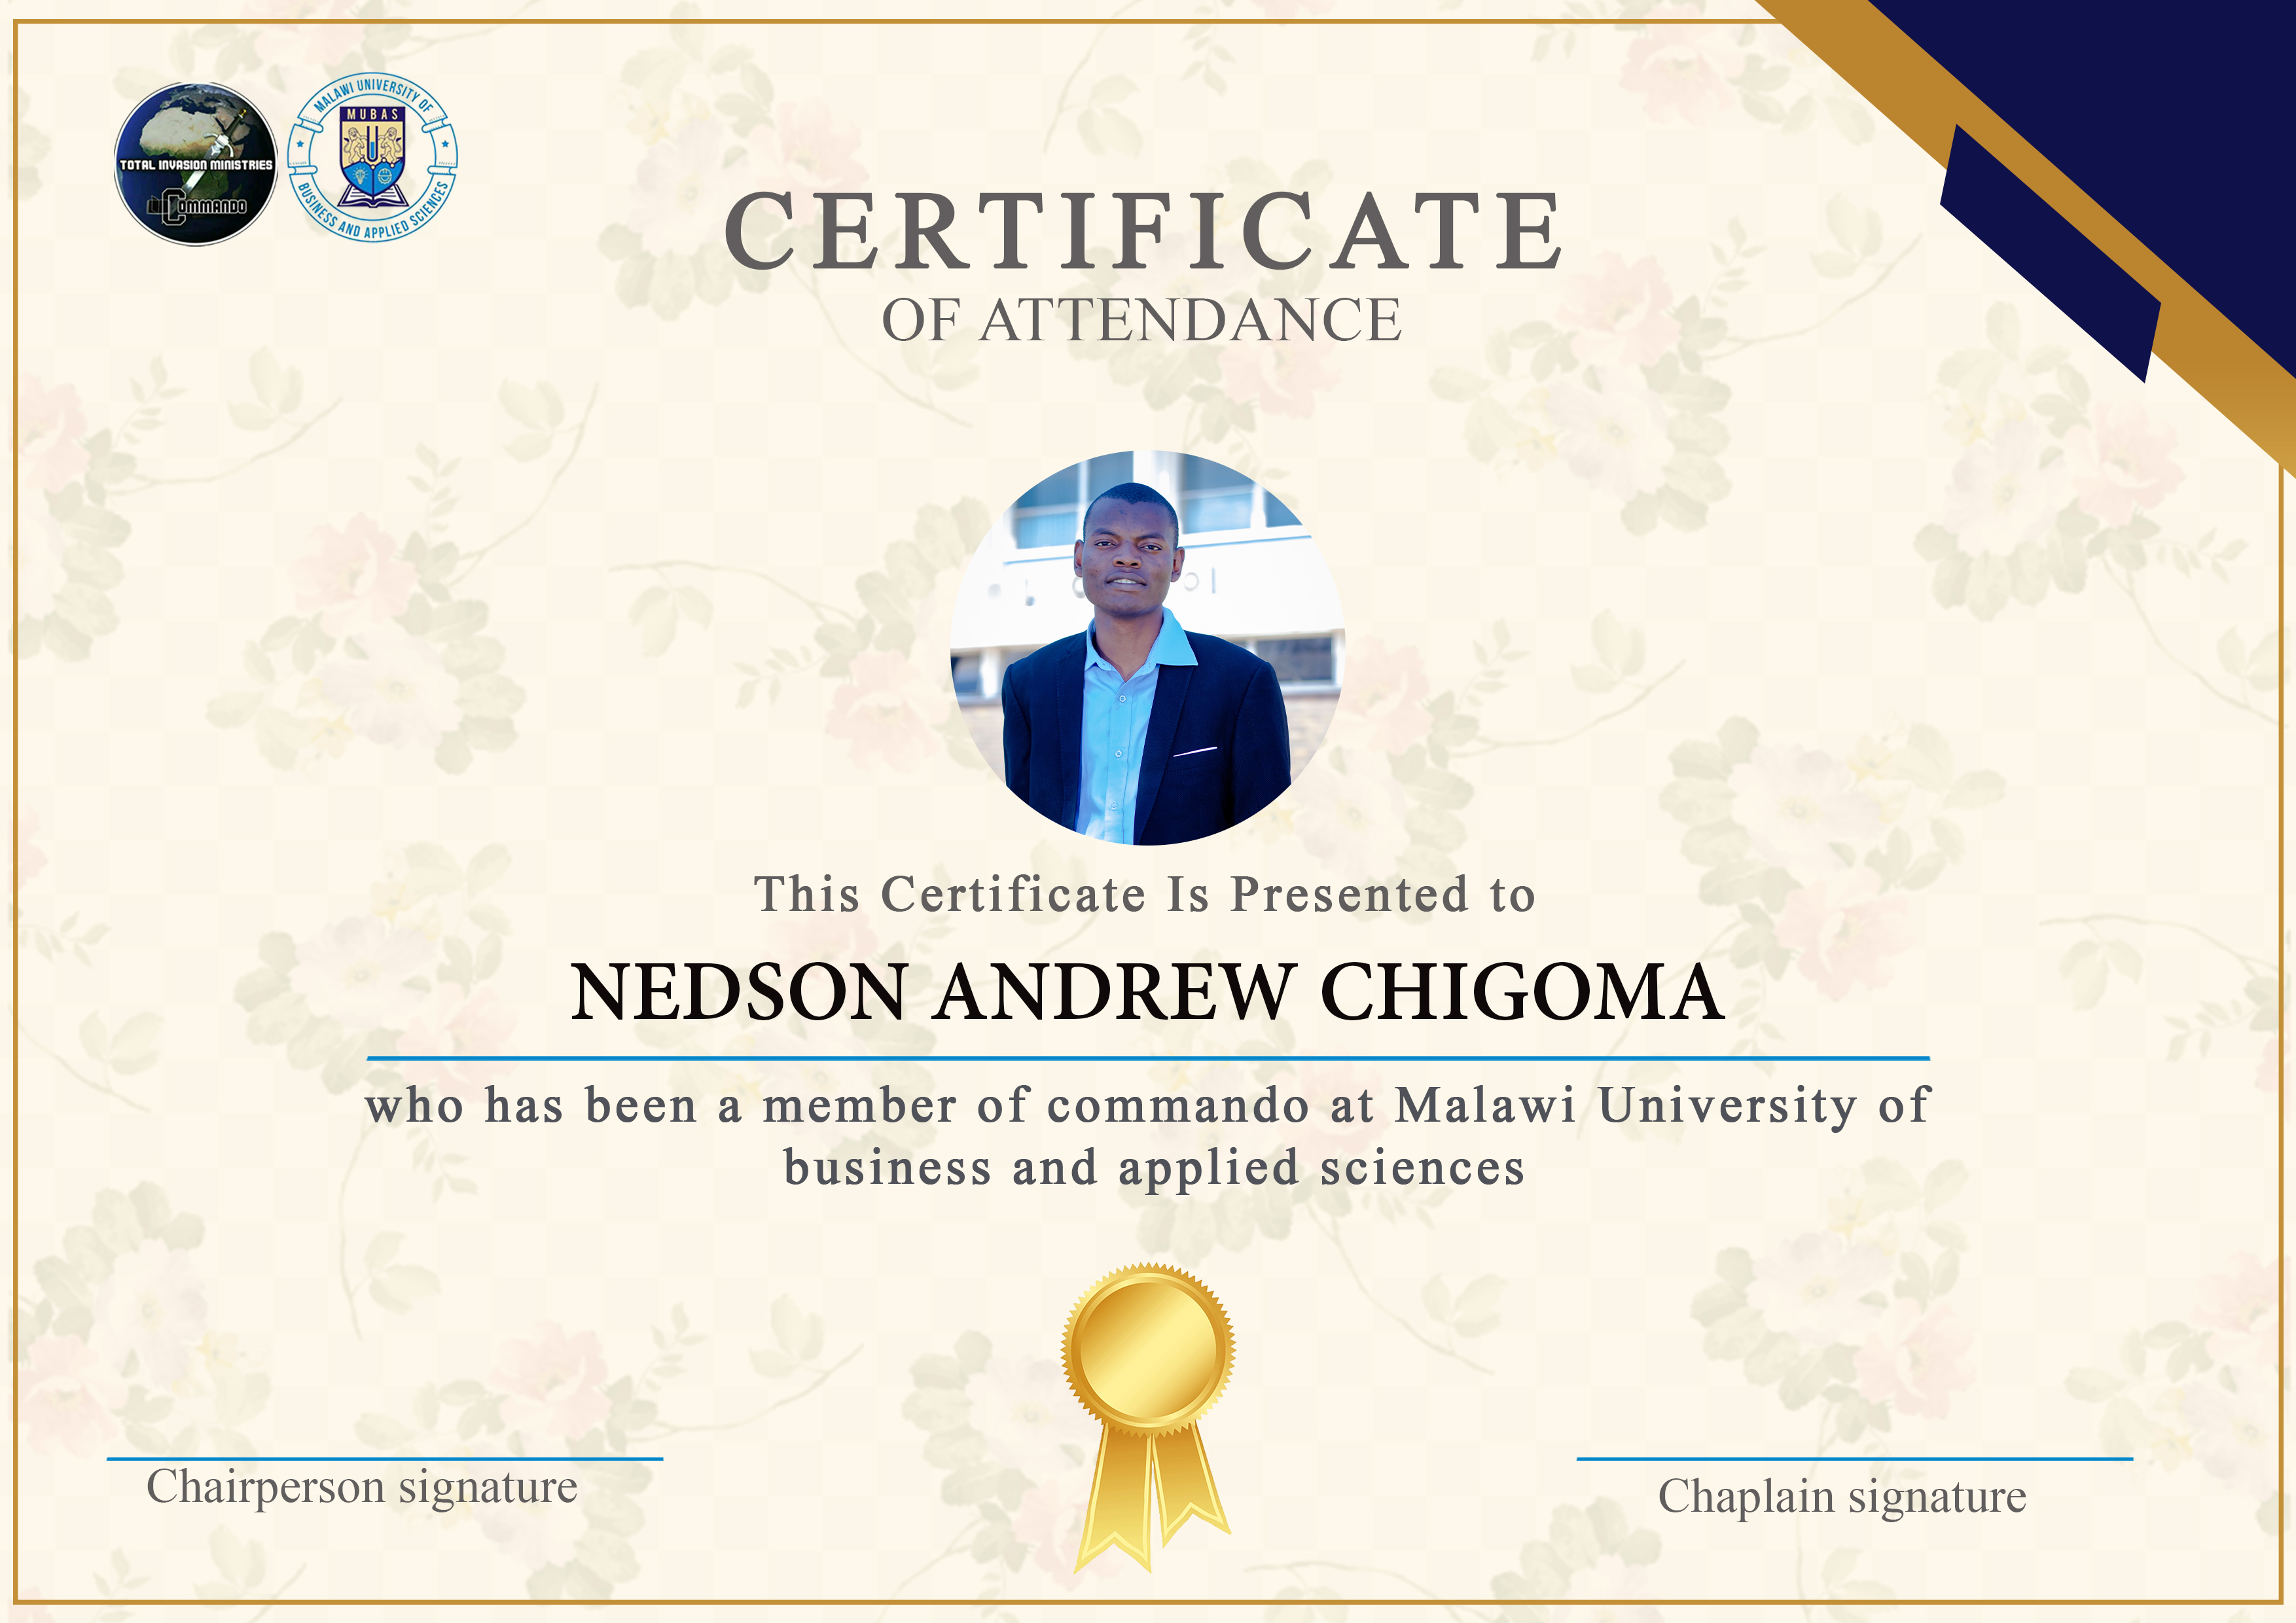 TOTAL INVASION MINISTRIES
COMMANDO
MALAWI UNIVERSITY OF
MUBAS
BUSINESS AND APPLIED SCIENCES
CERTIFICATE
OF ATTENDANCE
This Certificate Is Presented to
NEDSON ANDREW CHIGOMA
who has been a member of commando at Malawi University of
business and applied sciences
Chairperson signature
Chaplain signature